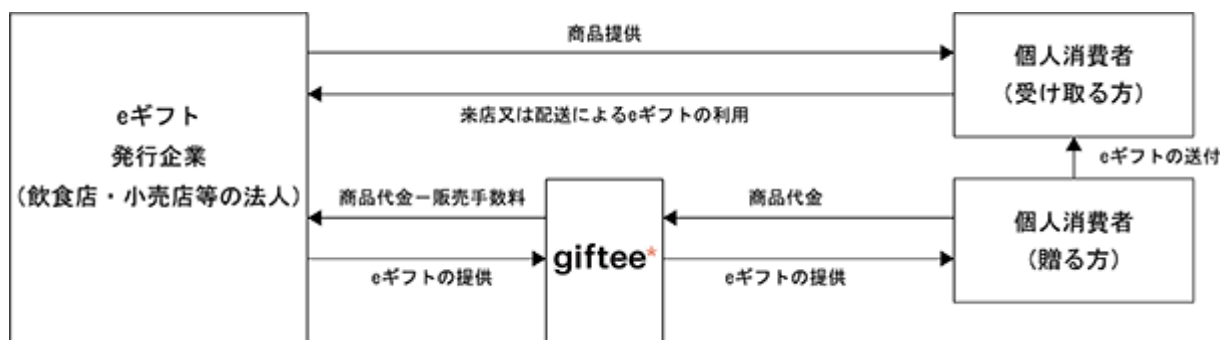 商品提供
個人消費者
（受け取る方）
来店又は配送によるeギフトの利用
eギフト
発行企業
（飲食店・小売店等の法人）
eギフトの送付
商品代金ー販売手数料
商品代金
giftee*
個人消費者
（贈る方）
eギフトの提供
eギフトの提供